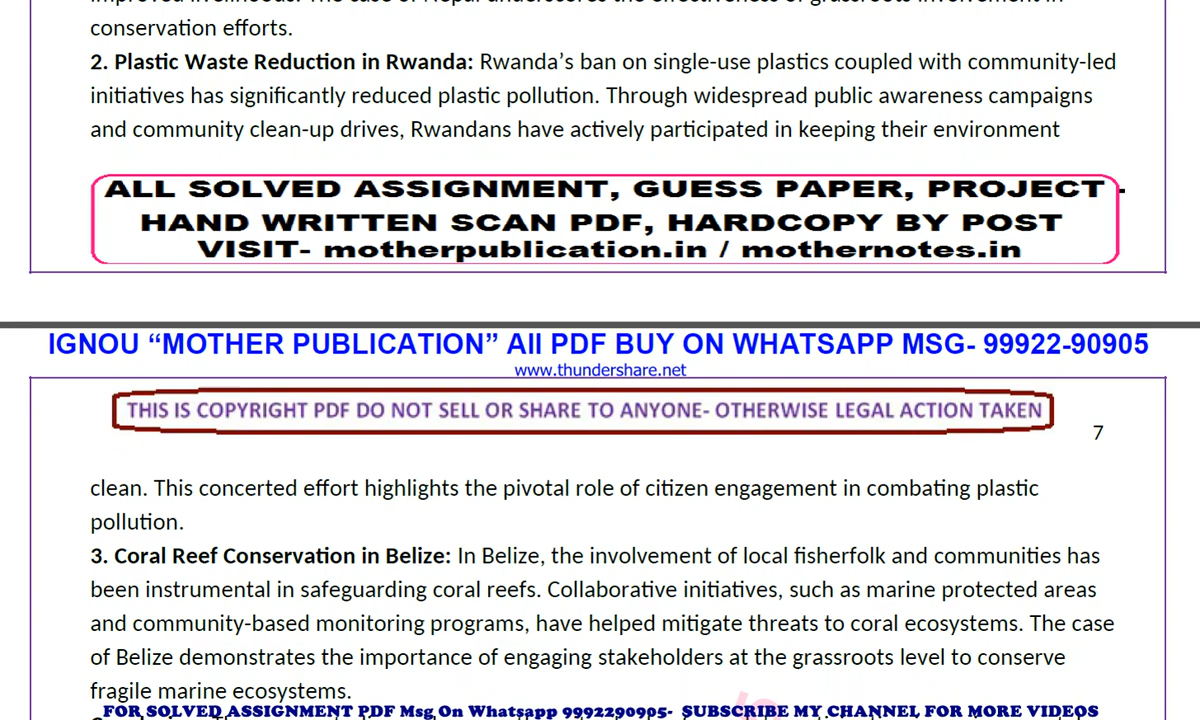 conservation efforts.
2. Plastic Waste Reduction in Rwanda: Rwanda’s ban on single-use plastics coupled with community-led
initiatives has significantly reduced plastic pollution. Through widespread public awareness campaigns
and community clean-up drives, Rwandans have actively participated in keeping their environment
ALL SOLVED ASSIGNMENT, GUESS PAPER, PROJECT -
HAND WRITTEN SCAN PDF, HARDCOPY BY POST
VISIT- motherpublication.in / mothernotes.in
IGNOU “MOTHER PUBLICATION” All PDF BUY ON WHATSAPP MSG- 99922-90905
www.thundershare.net
THIS IS COPYRIGHT PDF DO NOT SELL OR SHARE TO ANYONE- OTHERWISE LEGAL ACTION TAKEN
7
clean. This concerted effort highlights the pivotal role of citizen engagement in combating plastic
pollution.
3. Coral Reef Conservation in Belize: In Belize, the involvement of local fisherfolk and communities has
been instrumental in safeguarding coral reefs. Collaborative initiatives, such as marine protected areas
and community-based monitoring programs, have helped mitigate threats to coral ecosystems. The case
of Belize demonstrates the importance of engaging stakeholders at the grassroots level to conserve
fragile marine ecosystems.
FOR SOLVED ASSIGNMENT PDF Msg On Whatsapp 9992290905- SUBSCRIBE MY CHANNEL FOR MORE VIDEOS